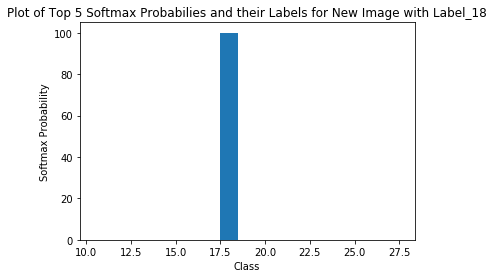 Plot of Top 5 Softmax Probabilies and their Labels for New Image with Label_18
100
80
60
40
20
0
Softmax Probability
10.0 12.5 15.0 17.5 20.0 22.5 25.0 27.5
Class